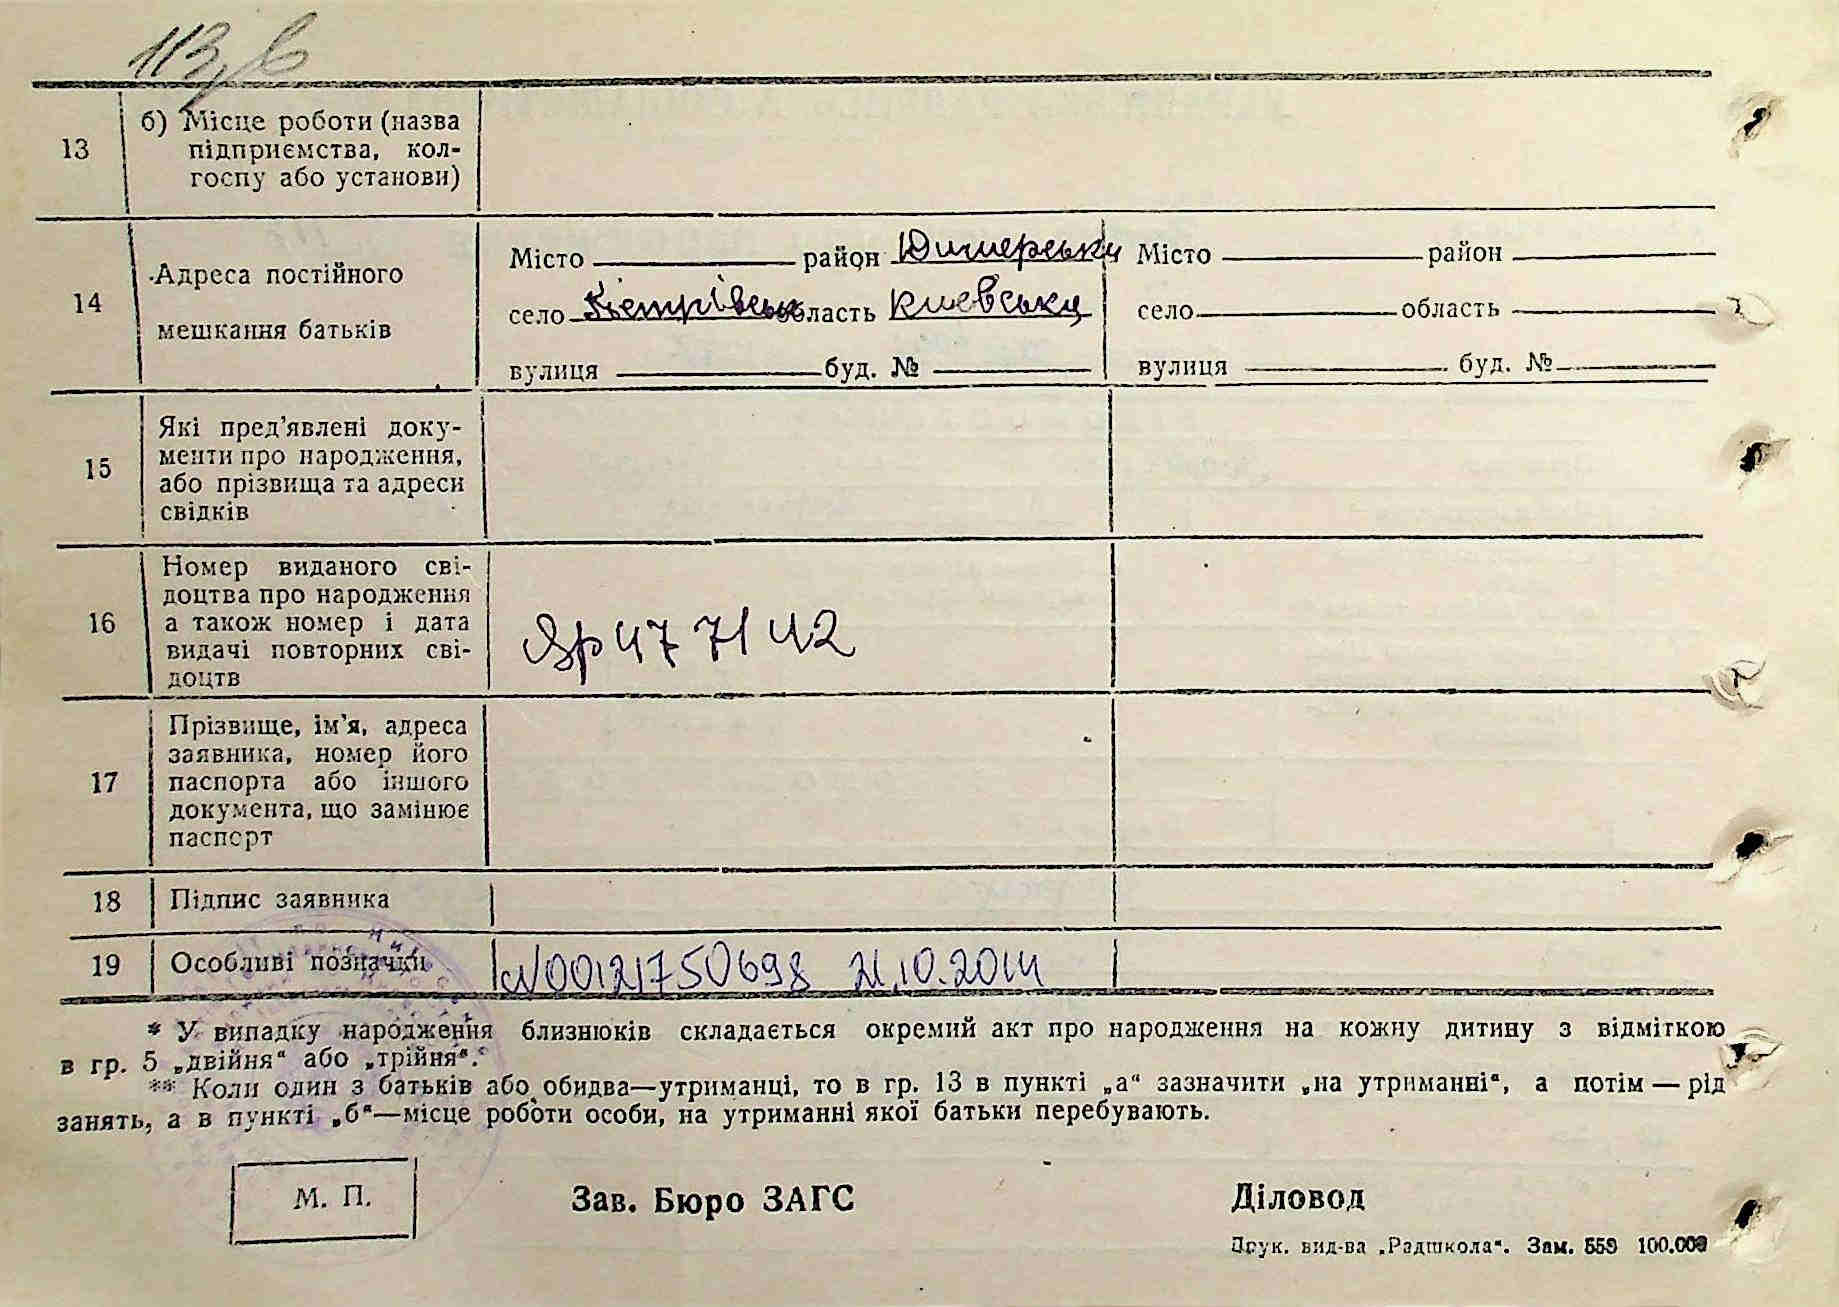 113 зв
13
б) Місце роботи (назва
підприємства, кол-
госпу або установи)
14
Адреса постійного
мешкання батьків
Місто район Димерськи
село Петрівськ область Киевська
вулиця буд. №
Місто район
село область
вулиця буд. №
15
Які пред'явлені доку-
менти про народження,
або прізвища та адреси
свідків
16
Номер виданого сві-
доцтва про народження
а також номер і дата
видачі повторних сві-
доцтв
477142
17
Прізвище, ім'я, адреса
заявника, номер його
паспорта або іншого
документа, що замінює
паспорт
18
Підпис заявника
19
Особливі позначки
N00121750698 21.10.2014
* У випадку народження близнюків складається окремий акт про народження на кожну дитину з відміткою
в гр. 5 „двійня“ або „трійня“.
** Коли один з батьків або обидва—утриманці, то в гр. 13 в пункті „а“ зазначити „на утриманні“, а потім — рід
занять, а в пункті „б“—місце роботи особи, на утриманні якої батьки перебувають.
М. П.
Зав. Бюро ЗАГС
Діловод
Друк. вид-ва „Радшкола“. Зам. 559 100.000